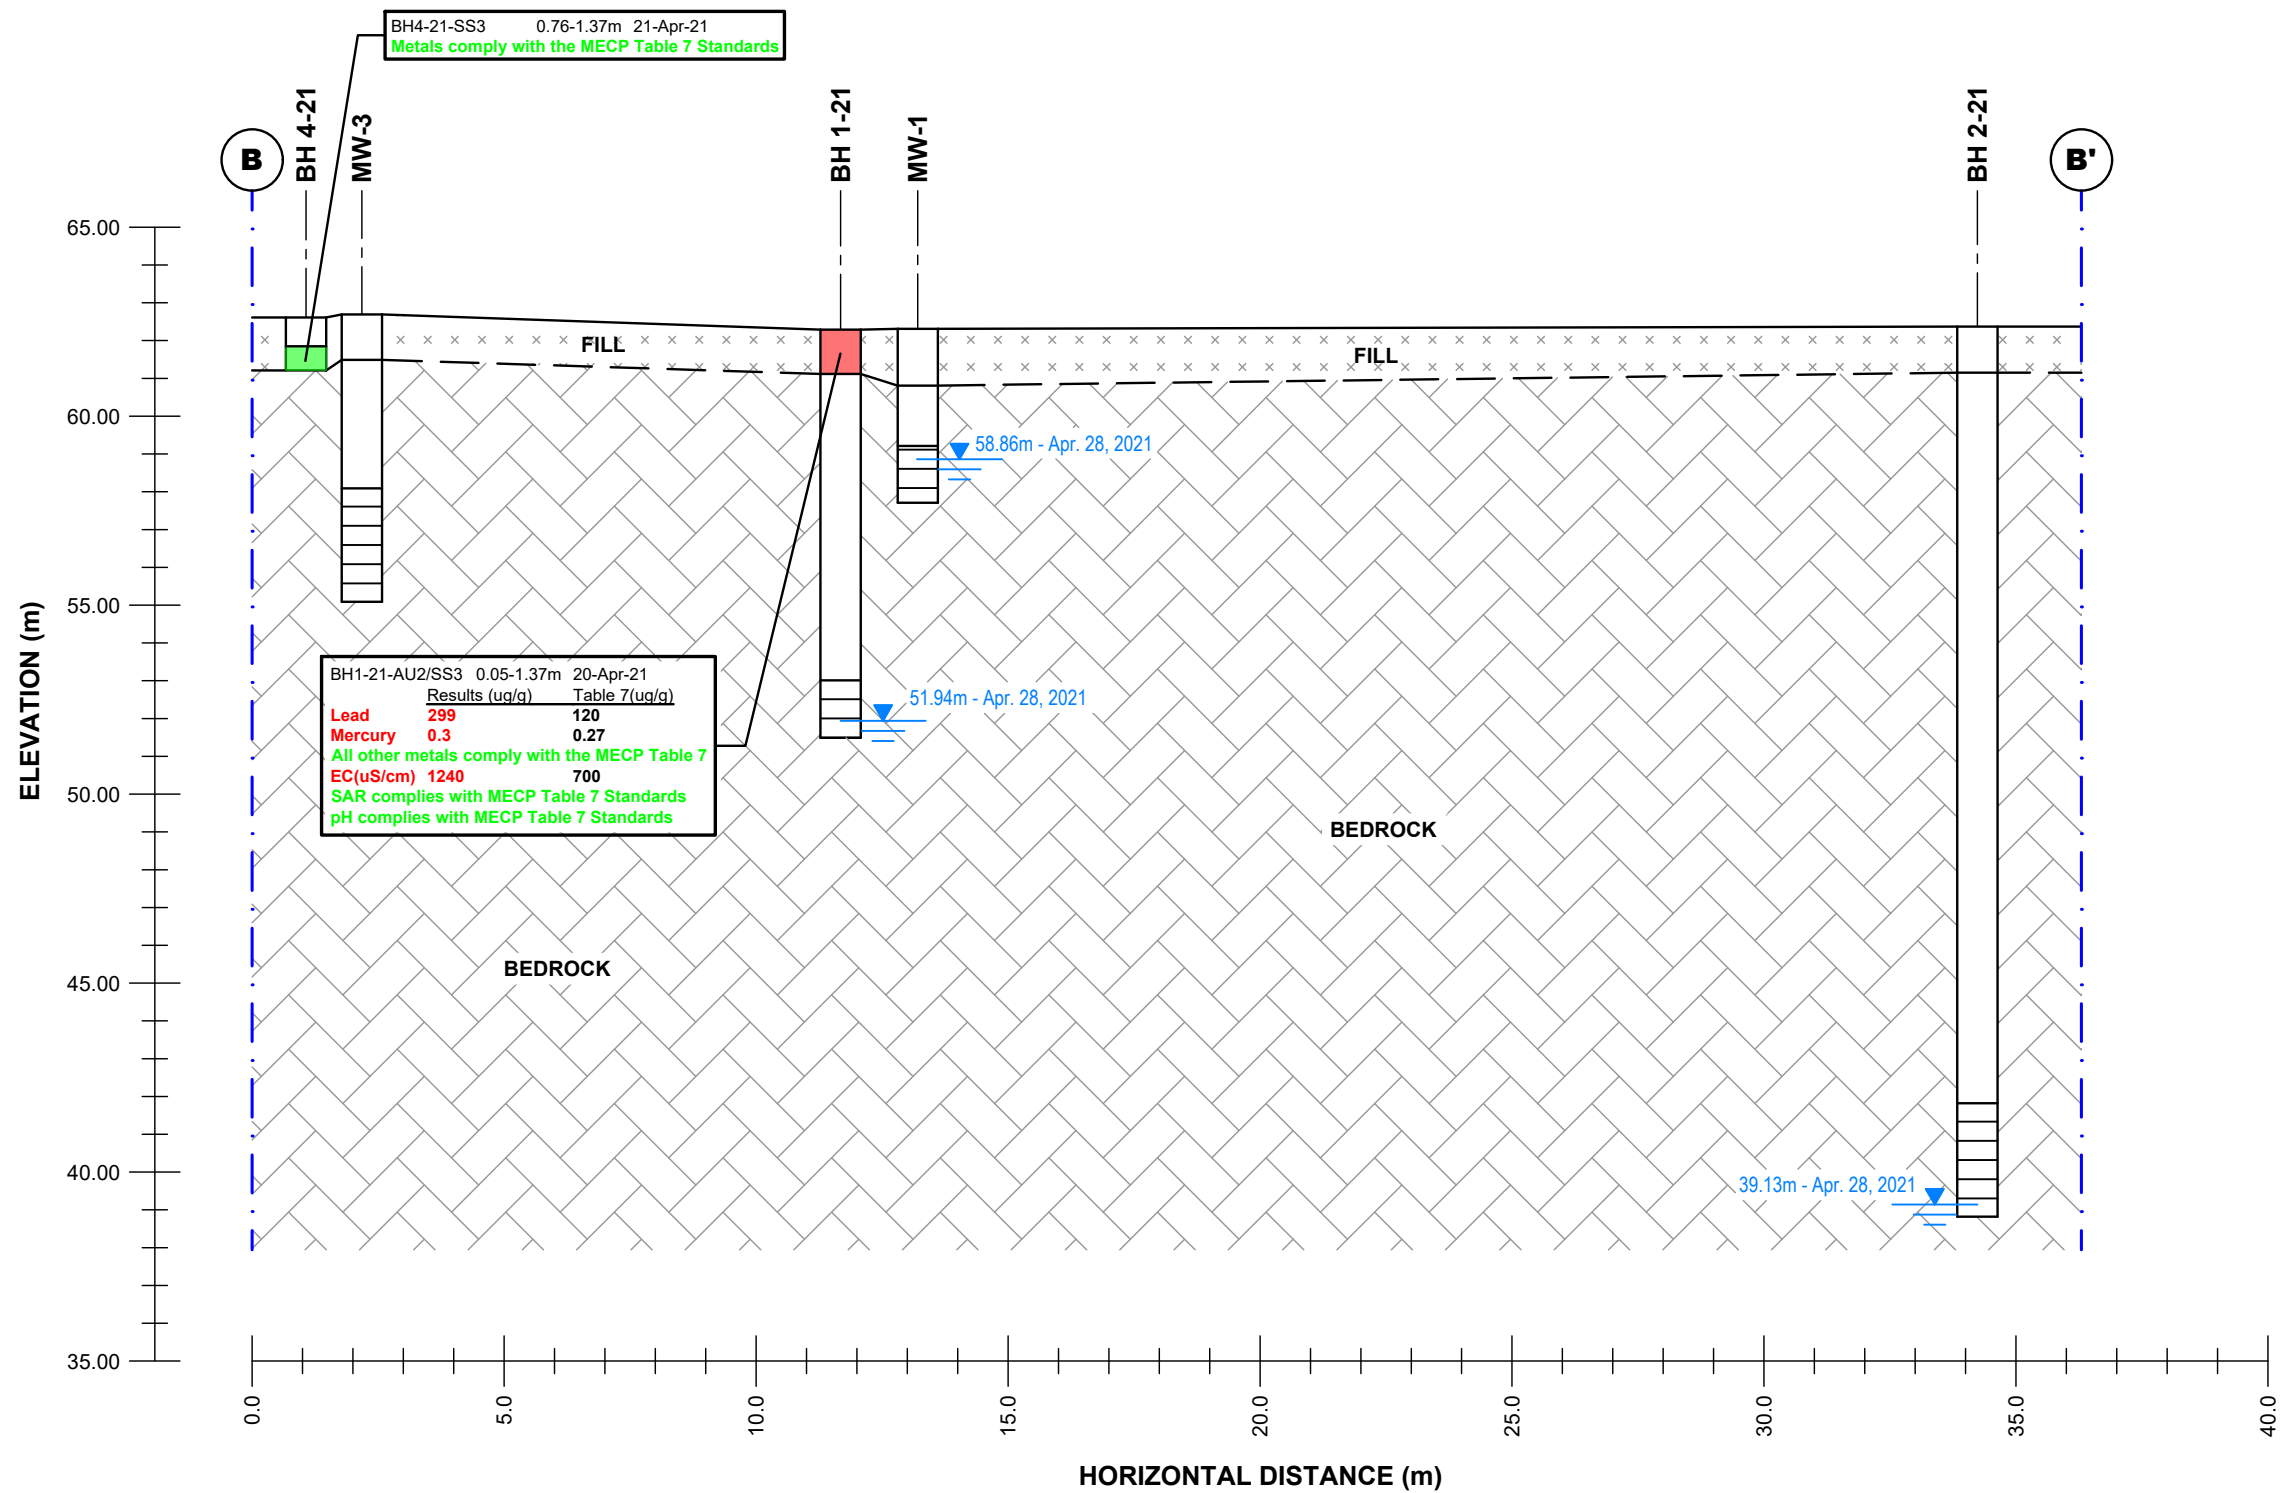 BH4-21-SS3 0.76-1.37m 21-Apr-21
Metals comply with the MECP Table 7 Standards
B
BH 4-21
MW-3
BH 1-21
MW-1
BH 2-21
B'
65.00
60.00
55.00
50.00
45.00
40.00
35.00
ELEVATION (m)
FILL
FILL
58.86m - Apr. 28, 2021
51.94m - Apr. 28, 2021
BH1-21-AU2/SS3 0.05-1.37m 20-Apr-21
Results (ug/g) Table 7(ug/g)
Lead 299 120
Mercury 0.3 0.27
All other metals comply with the MECP Table 7
EC(uS/cm) 1240 700
SAR complies with MECP Table 7 Standards
pH complies with MECP Table 7 Standards
BEDROCK
BEDROCK
39.13m - Apr. 28, 2021
0.0
5.0
10.0
15.0
20.0
25.0
30.0
35.0
40.0
HORIZONTAL DISTANCE (m)